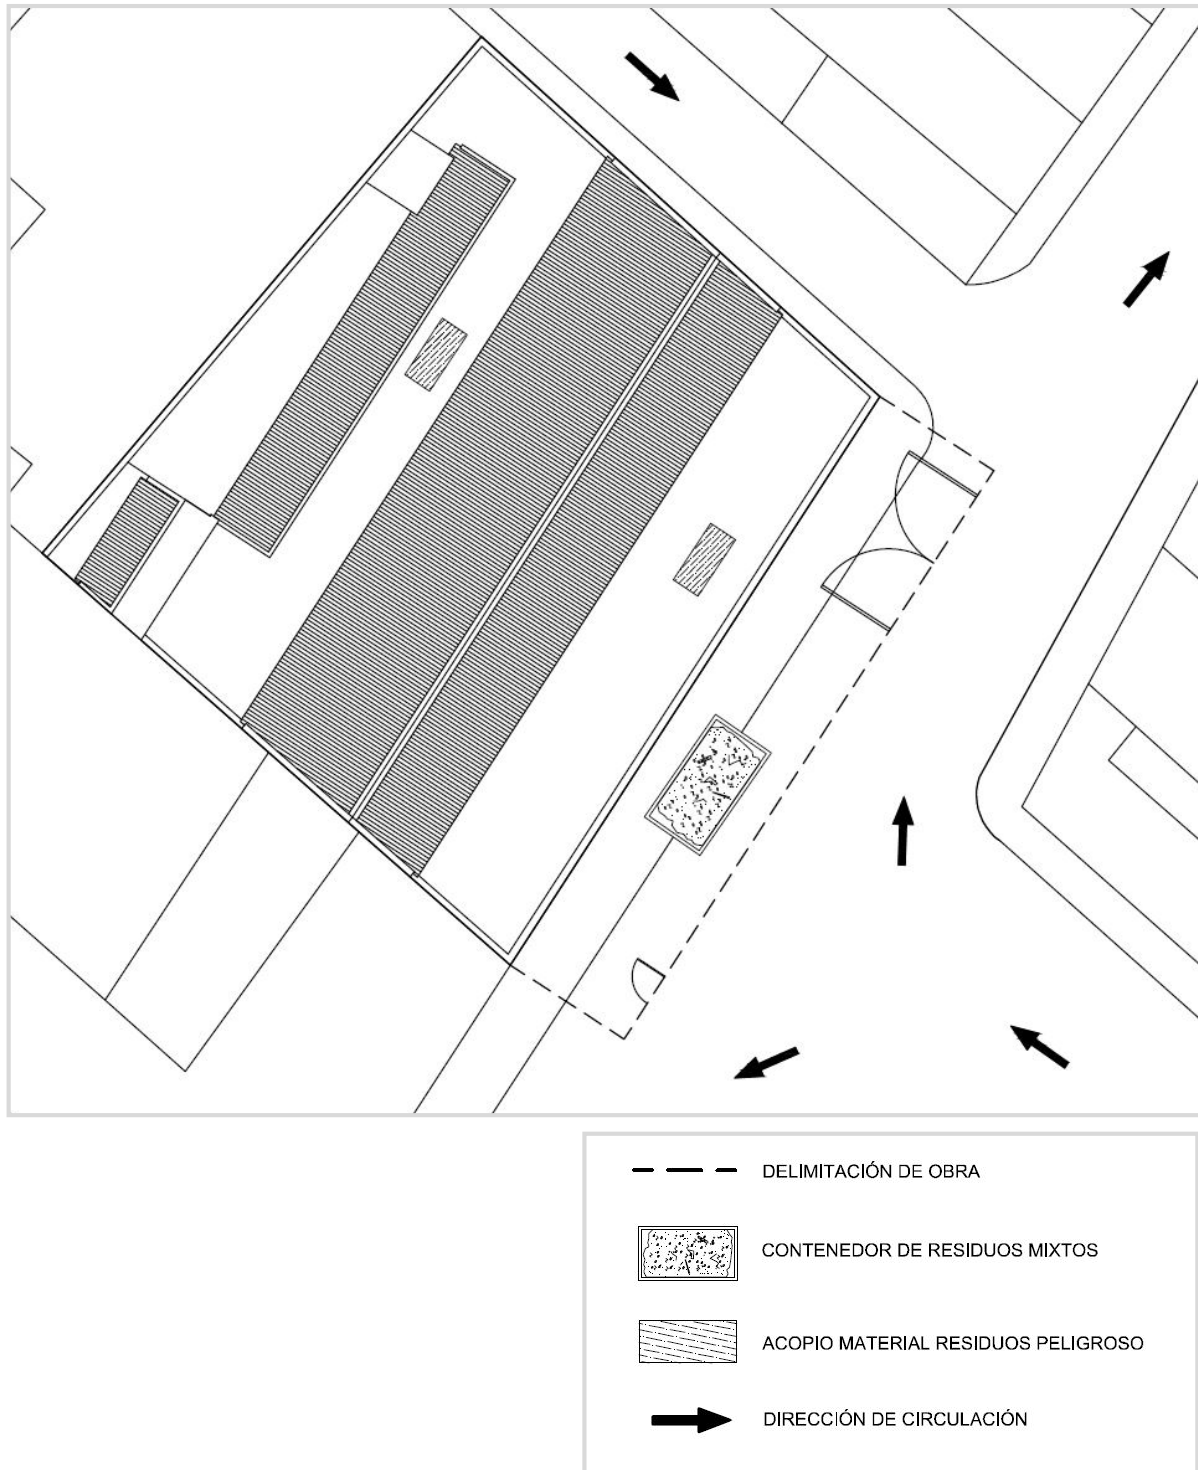 DELIMITACIÓN DE OBRA
CONTENEDOR DE RESIDUOS MIXTOS
ACOPIO MATERIAL RESIDUOS PELIGROSO
DIRECCIÓN DE CIRCULACIÓN